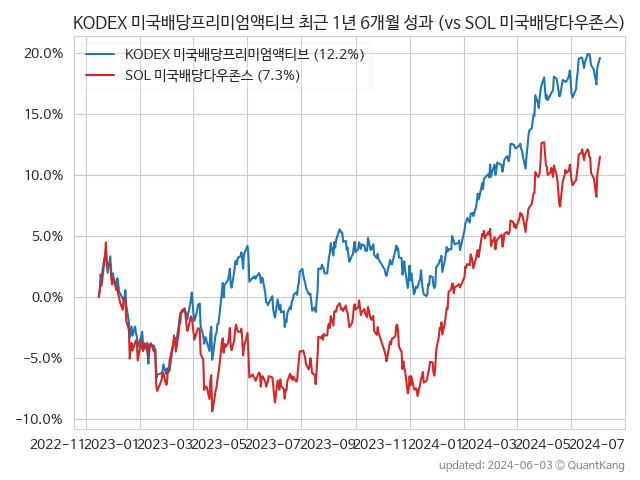 KODEX 미국배당프리미엄액티브 최근 1년 6개월 성과 (vs SOL 미국배당다우존스)
KODEX 미국배당프리미엄액티브 (12.2%)
SOL 미국배당다우존스 (7.3%)
20.0%
15.0%
10.0%
5.0%
0.0%
−5.0%
−10.0%
2022-11 2023-01 2023-03 2023-05 2023-07 2023-09 2023-11 2024-01 2024-03 2024-05 2024-07
updated: 2024-06-03 © QuantKang